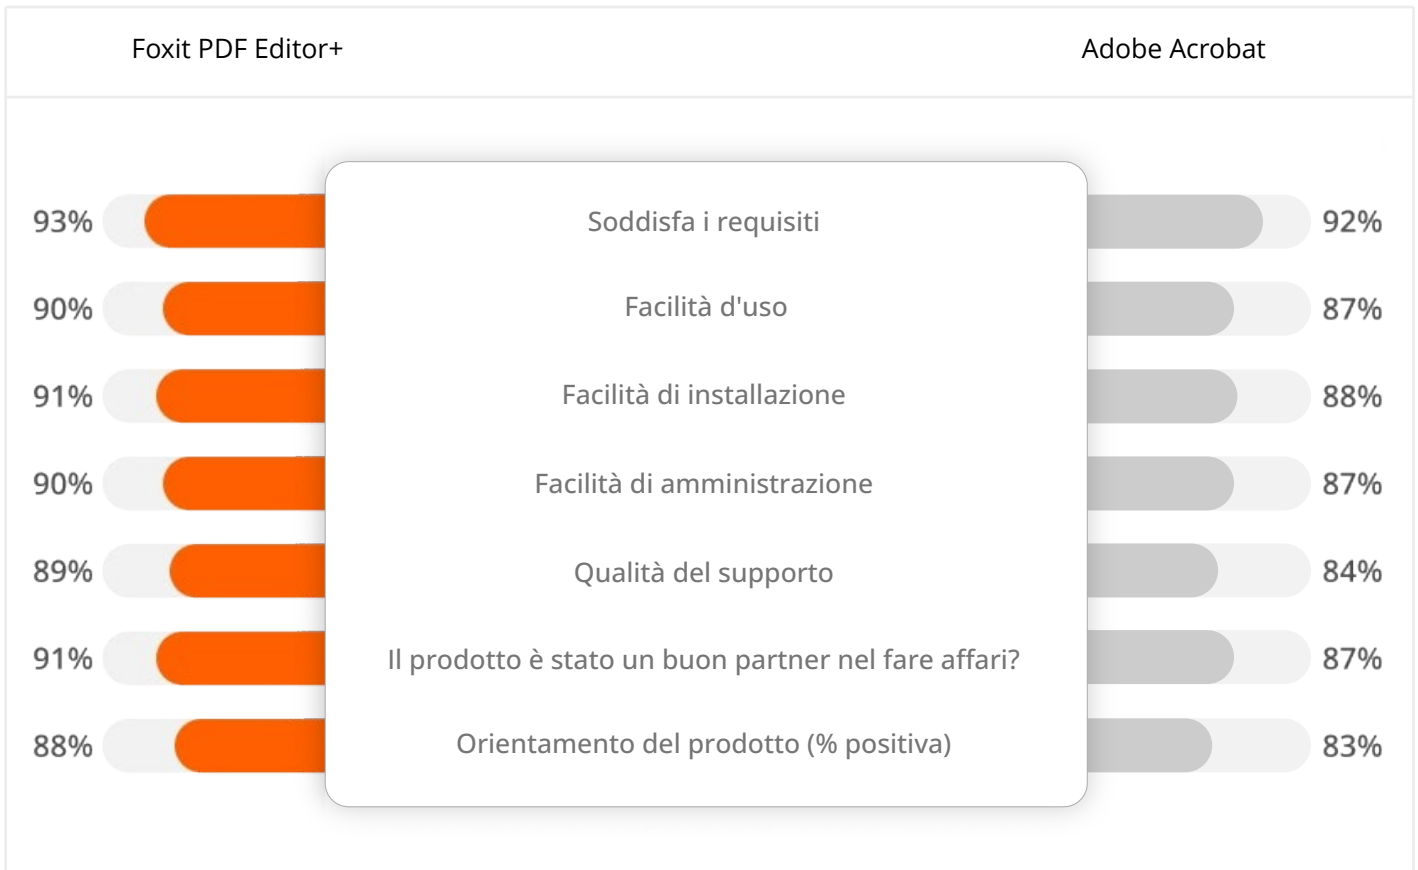 Foxit PDF Editor+ Adobe Acrobat
93% Soddisfa i requisiti 92%
90% Facilità d'uso 87%
91% Facilità di installazione 88%
90% Facilità di amministrazione 87%
89% Qualità del supporto 84%
91% Il prodotto è stato un buon partner nel fare affari? 87%
88% Orientamento del prodotto (% positiva) 83%